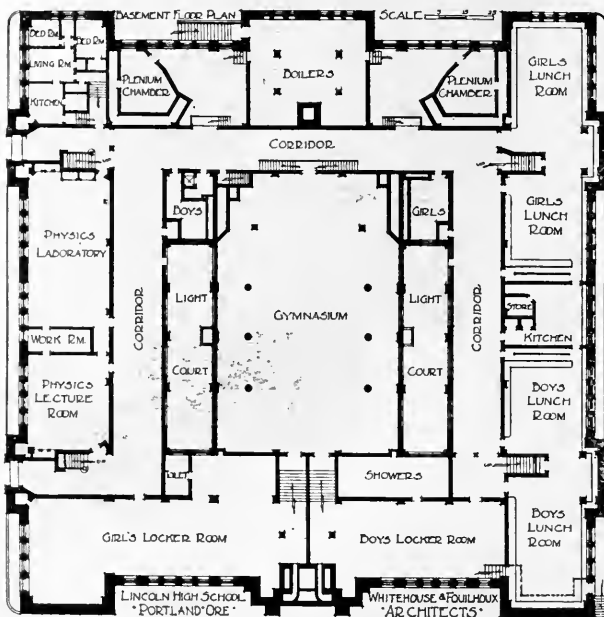 BASEMENT FLOOR PLAN
SCALE
BED RM.
BED RM.
LIVING RM.
KITCHEN
PLENIUM
CHAMBER
BOILERS
PLENIUM
CHAMBER
GIRLS
LUNCH
ROOM
CORRIDOR
BOYS
GIRLS
GIRLS
LUNCH
ROOM
PHYSICS
LABORATORY
CORRIDOR
LIGHT
COURT
GYMNASIUM
LIGHT
COURT
CORRIDOR
STORE
KITCHEN
WORK RM.
PHYSICS
LECTURE
ROOM
BOYS
LUNCH
ROOM
TOILET
SHOWERS
GIRL'S LOCKER ROOM
BOYS LOCKER ROOM
BOYS
LUNCH
ROOM
LINCOLN HIGH SCHOOL
"PORTLAND ORE"
WHITEHOUSE & FOUILHOUX
"ARCHITECTS"